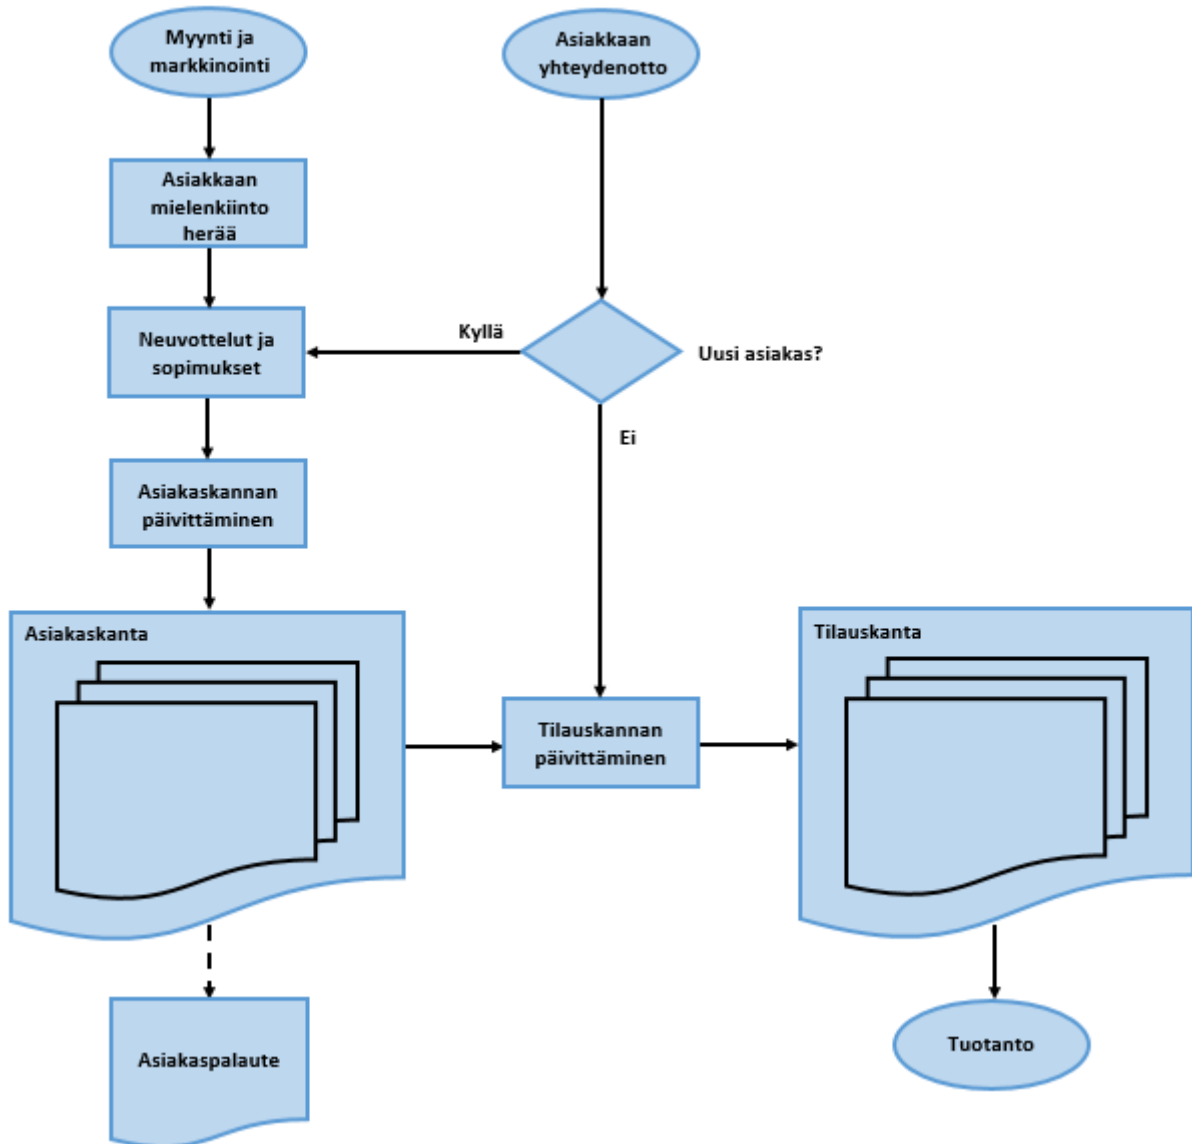 Myynti ja
markkinointi
Asiakkaan
yhteydenotto
Asiakkaan
mielenkiinto
herää
Neuvottelut ja
sopimukset
Kyllä
Uusi asiakas?
Ei
Asiakaskannan
päivittäminen
Asiakaskanta
Tilauskannan
päivittäminen
Tilauskanta
Asiakaspalaute
Tuotanto